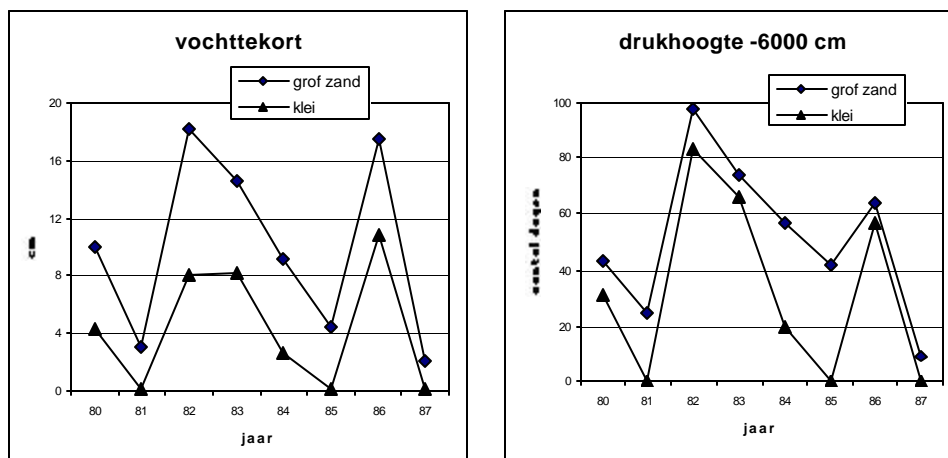 vochttekort
grof zand
klei
20
16
12
8
4
0
cm
80 81 82 83 84 85 86 87
jaar
drukhoogte -6000 cm
grof zand
klei
100
80
60
40
20
0
aantal dagen
80 81 82 83 84 85 86 87
jaar